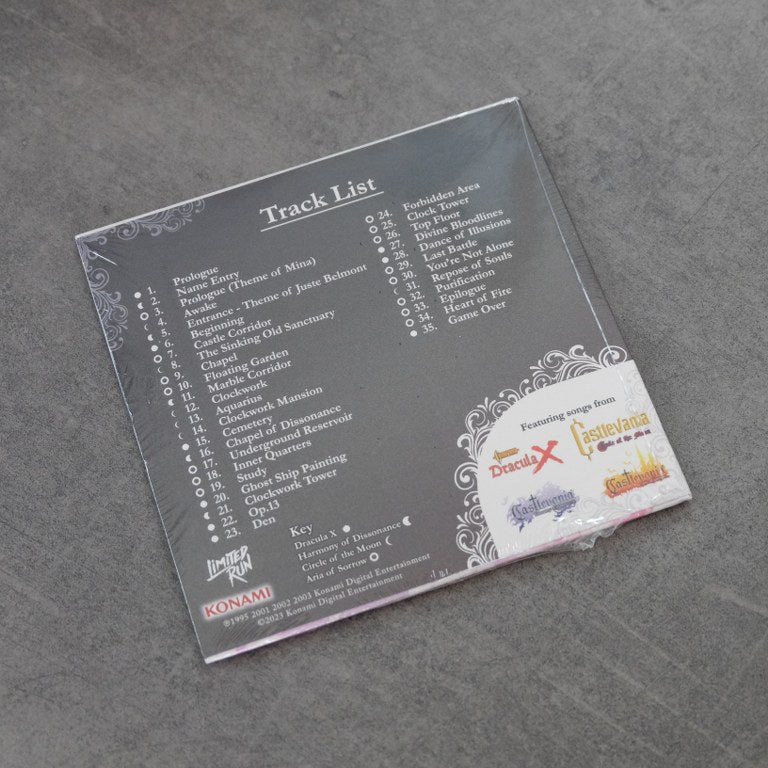 Track List
1. Prologue
2. Name Entry
3. Prologue (Theme of Mina)
4. Awake
5. Entrance - Theme of Juste Belmont
6. Beginning
7. Castle Corridor
8. The Sinking Old Sanctuary
9. Chapel
10. Floating Garden
11. Marble Corridor
12. Clockwork
13. Aquarius
14. Clockwork Mansion
15. Cemetery
16. Chapel of Dissonance
17. Underground Reservoir
18. Inner Quarters
19. Study
20. Ghost Ship Painting
21. Clockwork Tower
22. Op.13
23. Den
24. Forbidden Area
25. Clock Tower
26. Top Floor
27. Divine Bloodlines
28. Dance of Illusions
29. Last Battle
30. You're Not Alone
31. Repose of Souls
32. Purification
33. Epilogue
34. Heart of Fire
35. Game Over
Featuring songs from
Dracula X
Castlevania
Castlevania
Castlevania
Key
Dracula X
Harmony of Dissonance
Circle of the Moon
Aria of Sorrow
LIMITED RUN
KONAMI
℗1995 2001 2002 2003 Konami Digital Entertainment
©2023 Konami Digital Entertainment